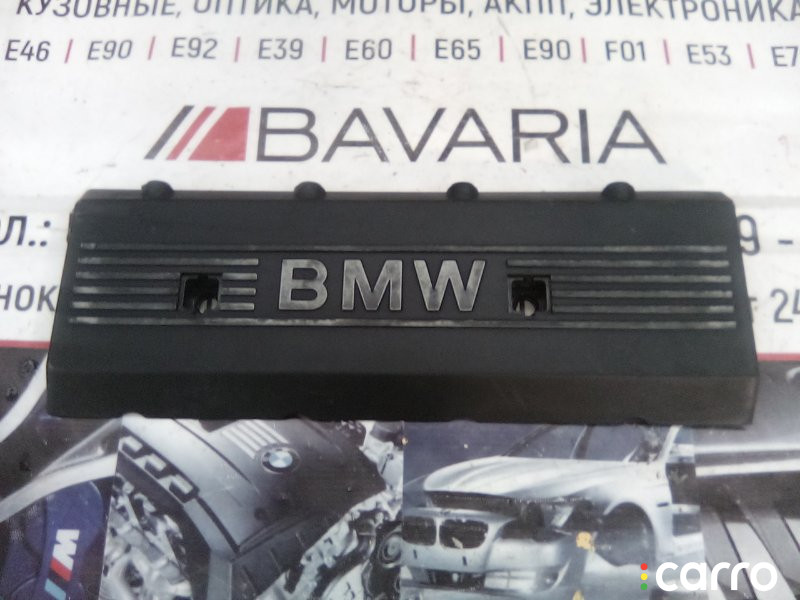 КУЗОВНЫЕ, ОПТИКА, МОТОРЫ, АКПП, ЭЛЕКТРОНИКА
E46 | E90 | E92 | E39 | E60 | E65 | E90 | F01 | E53 | E7
BAVARIA
BMW
carro